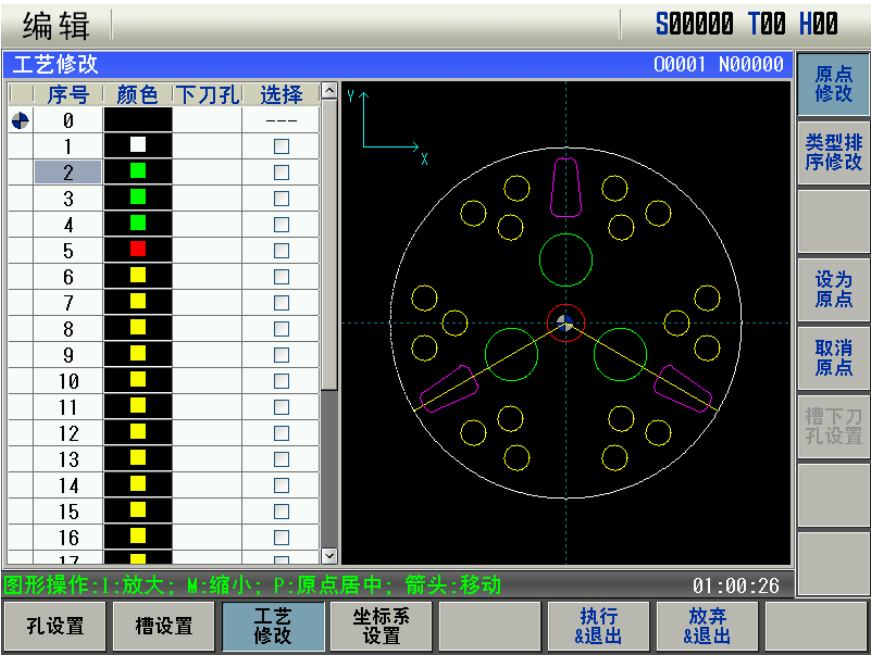 编辑
S00000 T00 H00
工艺修改
O0001 N00000
序号 颜色 下刀孔 选择
0 ---
1
2
3
4
5
6
7
8
9
10
11
12
13
14
15
16
17
Y
X
原点
修改
类型排
序修改
设为
原点
取消
原点
槽下刀
孔设置
图形操作:I:放大; M:缩小; P:原点居中; 箭头:移动
01:00:26
孔设置
槽设置
工艺
修改
坐标系
设置
执行
&退出
放弃
&退出